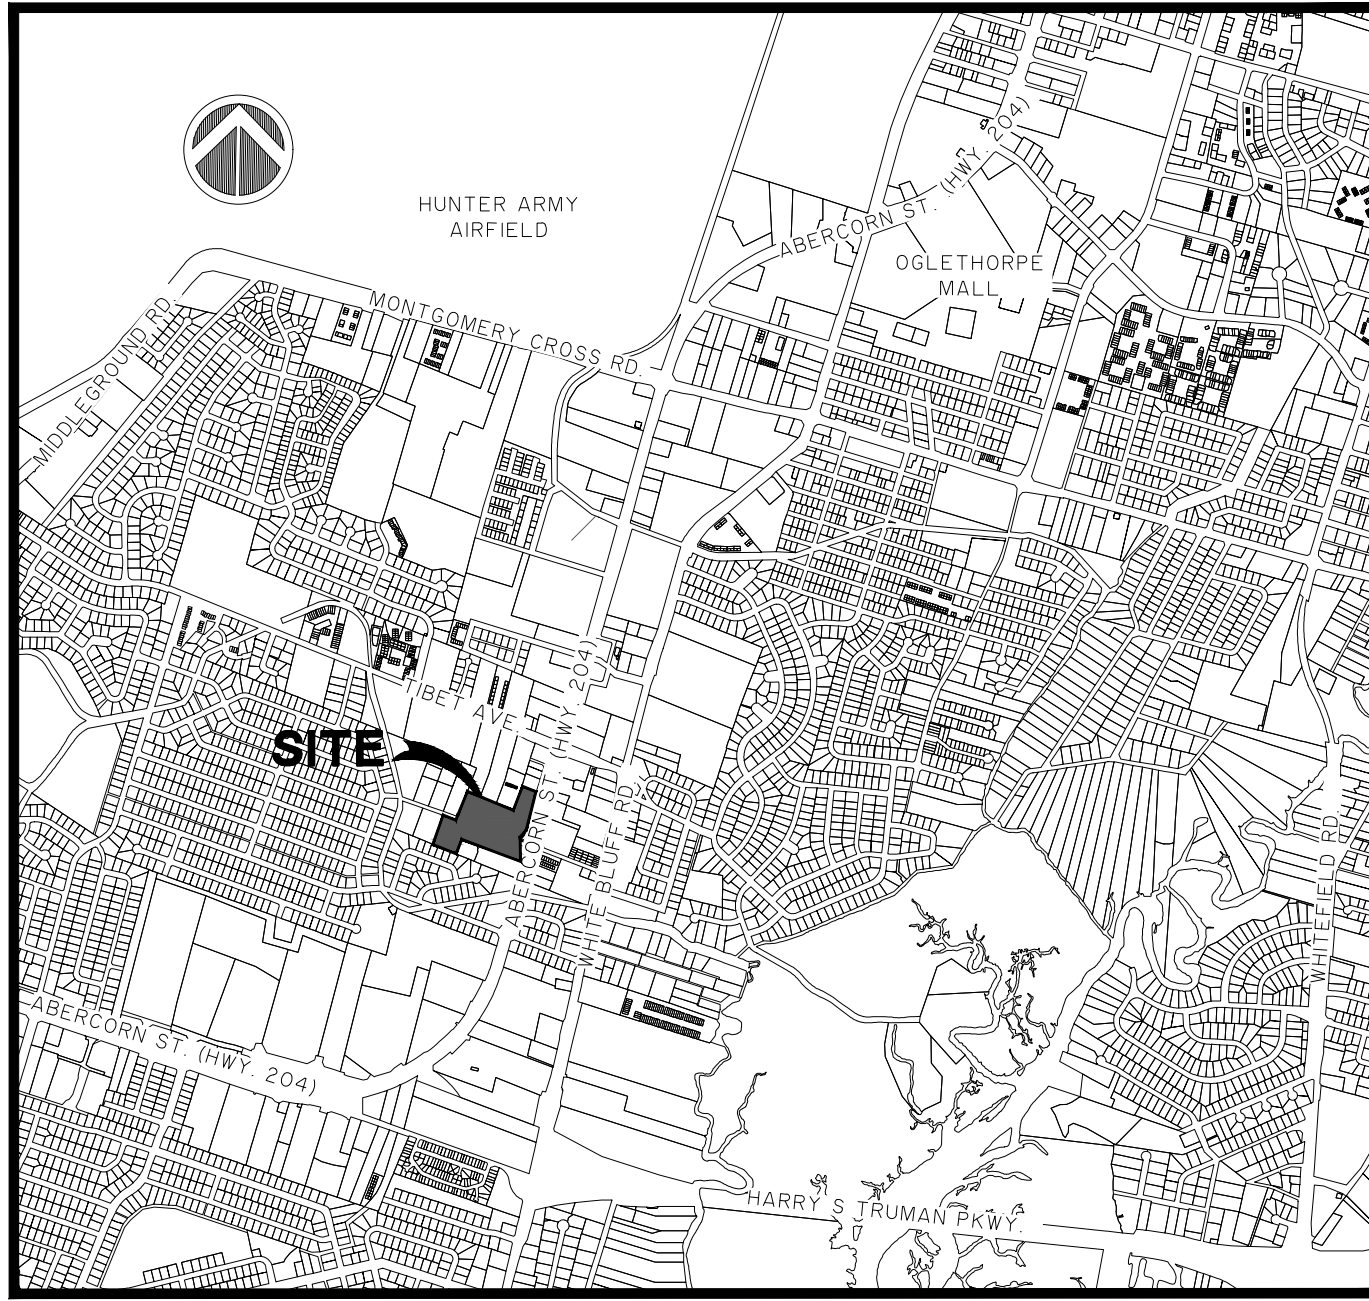 ABERCORN ST. (HWY. 204)
HUNTER ARMY
AIRFIELD
OGLETHORPE
MALL
MONTGOMERY CROSS RD.
MIDDLEGROUND RD.
TIBET AVE.
SITE
ABERCORN ST. (HWY. 204)
WHITE BLUFF RD.
WHITEFIELD RD.
ABERCORN ST. (HWY. 204)
HARRY S TRUMAN PKWY.